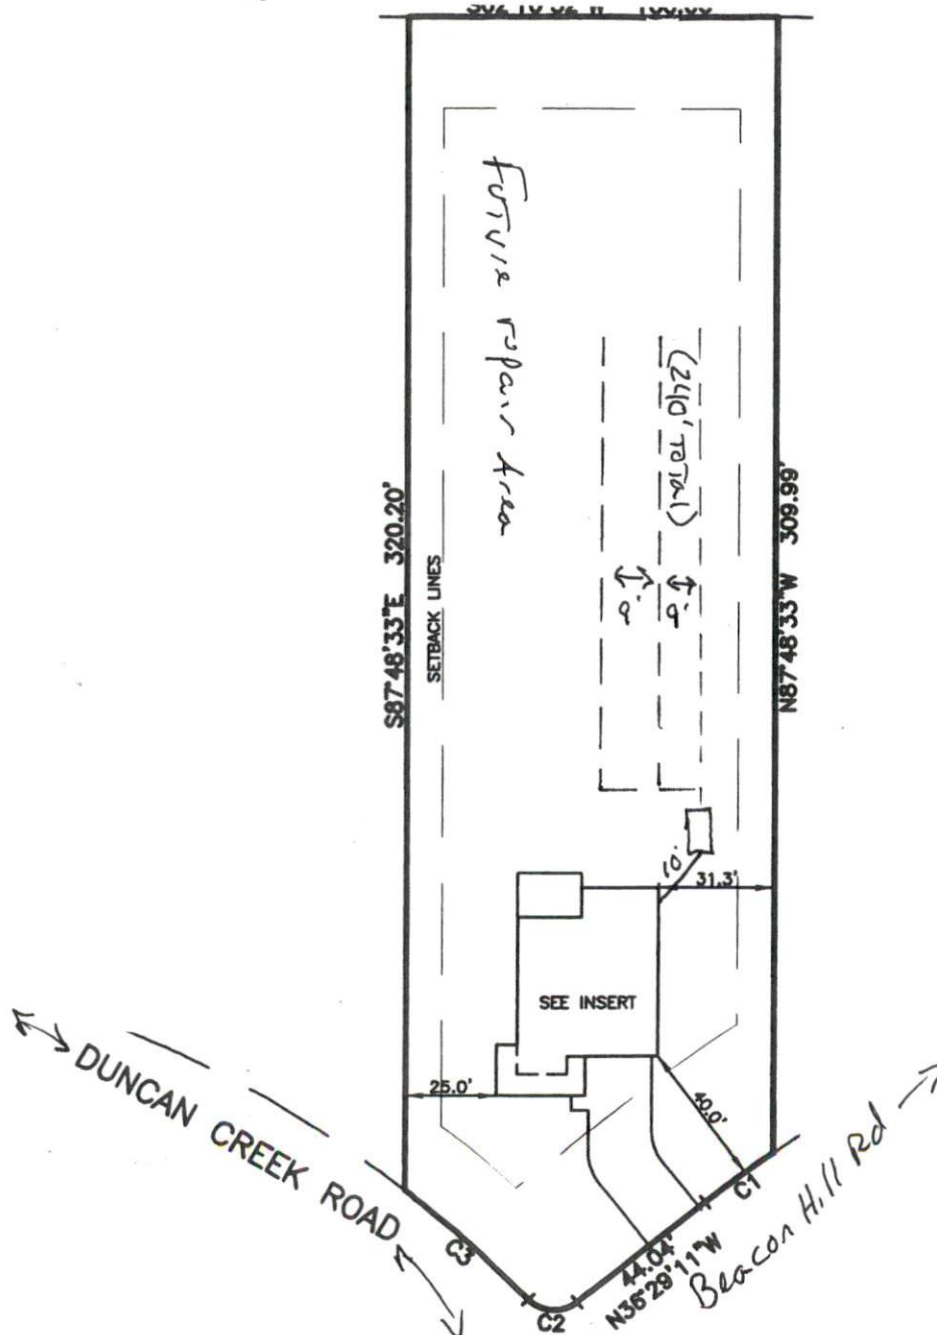 Future repair Area
(240' Total)
9'
9'
S87°48'33"E 320.20'
SETBACK LINES
N87°48'33"W 309.99'
10'
31.3'
SEE INSERT
25.0'
40.0'
DUNCAN CREEK ROAD
Beacon Hill Rd
C1
C3
44.04'
N36°29'11"W
C2